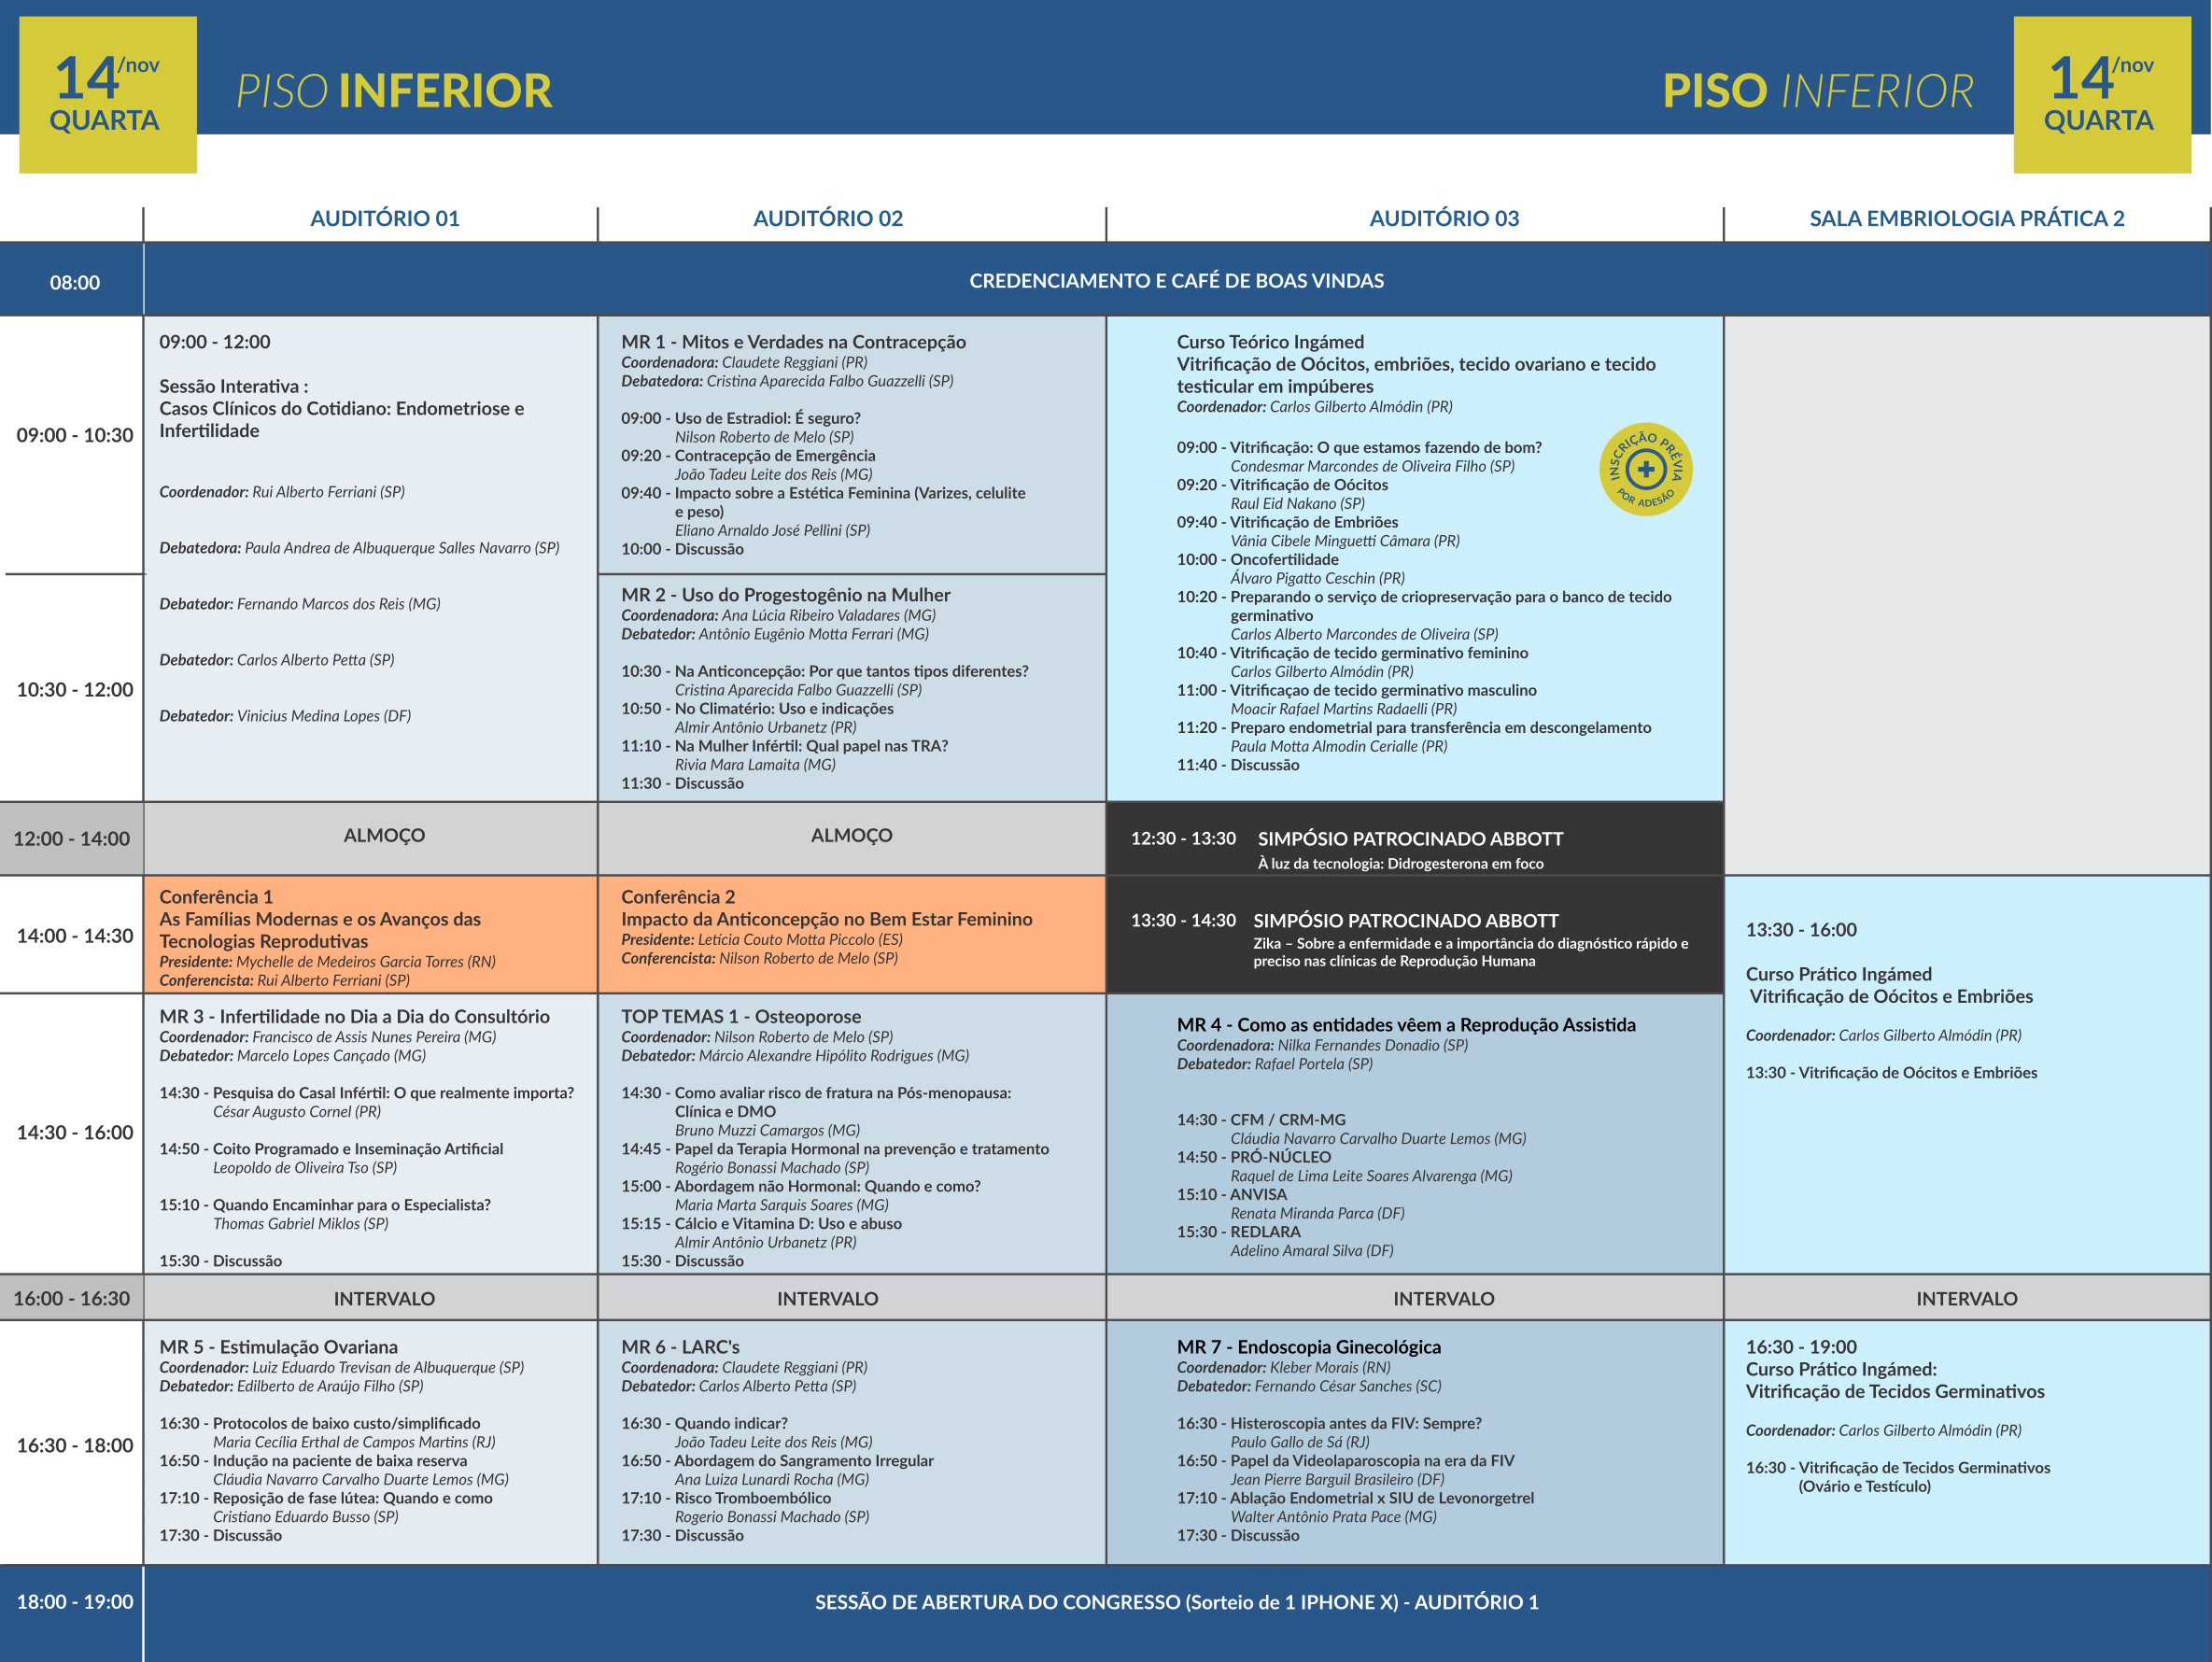 14/nov
QUARTA
PISO INFERIOR
PISO INFERIOR
14/nov
QUARTA
AUDITÓRIO 01
AUDITÓRIO 02
AUDITÓRIO 03
SALA EMBRIOLOGIA PRÁTICA 2
08:00
CREDENCIAMENTO E CAFÉ DE BOAS VINDAS
09:00 - 10:30
10:30 - 12:00
09:00 - 12:00
Sessão Interativa :
Casos Clínicos do Cotidiano: Endometriose e
Infertilidade
Coordenador: Rui Alberto Ferriani (SP)
Debatedora: Paula Andrea de Albuquerque Salles Navarro (SP)
Debatedor: Fernando Marcos dos Reis (MG)
Debatedor: Carlos Alberto Petta (SP)
Debatedor: Vinicius Medina Lopes (DF)
MR 1 - Mitos e Verdades na Contracepção
Coordenadora: Claudete Reggiani (PR)
Debatedora: Cristina Aparecida Falbo Guazzelli (SP)
09:00 - Uso de Estradiol: É seguro?
Nilson Roberto de Melo (SP)
09:20 - Contracepção de Emergência
João Tadeu Leite dos Reis (MG)
09:40 - Impacto sobre a Estética Feminina (Varizes, celulite
e peso)
Eliano Arnaldo José Pellini (SP)
10:00 - Discussão
MR 2 - Uso do Progestogênio na Mulher
Coordenadora: Ana Lúcia Ribeiro Valadares (MG)
Debatedor: Antônio Eugênio Motta Ferrari (MG)
10:30 - Na Anticoncepção: Por que tantos tipos diferentes?
Cristina Aparecida Falbo Guazzelli (SP)
10:50 - No Climatério: Uso e indicações
Almir Antônio Urbanetz (PR)
11:10 - Na Mulher Infértil: Qual papel nas TRA?
Rivia Mara Lamaita (MG)
11:30 - Discussão
Curso Teórico Ingámed
Vitrificação de Oócitos, embriões, tecido ovariano e tecido
testicular em impúberes
Coordenador: Carlos Gilberto Almódin (PR)
INSCRIÇÃO PRÉVIA
POR ADESÃO
09:00 - Vitrificação: O que estamos fazendo de bom?
Condesmar Marcondes de Oliveira Filho (SP)
09:20 - Vitrificação de Oócitos
Raul Eid Nakano (SP)
09:40 - Vitrificação de Embriões
Vânia Cibele Minguetti Câmara (PR)
10:00 - Oncofertilidade
Álvaro Pigatto Ceschin (PR)
10:20 - Preparando o serviço de criopreservação para o banco de tecido
germinativo
Carlos Alberto Marcondes de Oliveira (SP)
10:40 - Vitrificação de tecido germinativo feminino
Carlos Gilberto Almódin (PR)
11:00 - Vitrificaçao de tecido germinativo masculino
Moacir Rafael Martins Radaelli (PR)
11:20 - Preparo endometrial para transferência em descongelamento
Paula Motta Almodin Cerialle (PR)
11:40 - Discussão
12:00 - 14:00
ALMOÇO
ALMOÇO
12:30 - 13:30 SIMPÓSIO PATROCINADO ABBOTT
À luz da tecnologia: Didrogesterona em foco
14:00 - 14:30
Conferência 1
As Famílias Modernas e os Avanços das
Tecnologias Reprodutivas
Presidente: Mychelle de Medeiros Garcia Torres (RN)
Conferencista: Rui Alberto Ferriani (SP)
Conferência 2
Impacto da Anticoncepção no Bem Estar Feminino
Presidente: Letícia Couto Motta Piccolo (ES)
Conferencista: Nilson Roberto de Melo (SP)
13:30 - 14:30 SIMPÓSIO PATROCINADO ABBOTT
Zika – Sobre a enfermidade e a importância do diagnóstico rápido e
preciso nas clínicas de Reprodução Humana
13:30 - 16:00
Curso Prático Ingámed
Vitrificação de Oócitos e Embriões
Coordenador: Carlos Gilberto Almódin (PR)
13:30 - Vitrificação de Oócitos e Embriões
14:30 - 16:00
MR 3 - Infertilidade no Dia a Dia do Consultório
Coordenador: Francisco de Assis Nunes Pereira (MG)
Debatedor: Marcelo Lopes Cançado (MG)
14:30 - Pesquisa do Casal Infértil: O que realmente importa?
César Augusto Cornel (PR)
14:50 - Coito Programado e Inseminação Artificial
Leopoldo de Oliveira Tso (SP)
15:10 - Quando Encaminhar para o Especialista?
Thomas Gabriel Miklos (SP)
15:30 - Discussão
TOP TEMAS 1 - Osteoporose
Coordenador: Nilson Roberto de Melo (SP)
Debatedor: Márcio Alexandre Hipólito Rodrigues (MG)
14:30 - Como avaliar risco de fratura na Pós-menopausa:
Clínica e DMO
Bruno Muzzi Camargos (MG)
14:45 - Papel da Terapia Hormonal na prevenção e tratamento
Rogério Bonassi Machado (SP)
15:00 - Abordagem não Hormonal: Quando e como?
Maria Marta Sarquis Soares (MG)
15:15 - Cálcio e Vitamina D: Uso e abuso
Almir Antônio Urbanetz (PR)
15:30 - Discussão
MR 4 - Como as entidades vêem a Reprodução Assistida
Coordenadora: Nilka Fernandes Donadio (SP)
Debatedor: Rafael Portela (SP)
14:30 - CFM / CRM-MG
Cláudia Navarro Carvalho Duarte Lemos (MG)
14:50 - PRÓ-NÚCLEO
Raquel de Lima Leite Soares Alvarenga (MG)
15:10 - ANVISA
Renata Miranda Parca (DF)
15:30 - REDLARA
Adelino Amaral Silva (DF)
16:00 - 16:30
INTERVALO
INTERVALO
INTERVALO
INTERVALO
16:30 - 18:00
MR 5 - Estimulação Ovariana
Coordenador: Luiz Eduardo Trevisan de Albuquerque (SP)
Debatedor: Edilberto de Araújo Filho (SP)
16:30 - Protocolos de baixo custo/simplificado
Maria Cecília Erthal de Campos Martins (RJ)
16:50 - Indução na paciente de baixa reserva
Cláudia Navarro Carvalho Duarte Lemos (MG)
17:10 - Reposição de fase lútea: Quando e como
Cristiano Eduardo Busso (SP)
17:30 - Discussão
MR 6 - LARC's
Coordenadora: Claudete Reggiani (PR)
Debatedor: Carlos Alberto Petta (SP)
16:30 - Quando indicar?
João Tadeu Leite dos Reis (MG)
16:50 - Abordagem do Sangramento Irregular
Ana Luiza Lunardi Rocha (MG)
17:10 - Risco Tromboembólico
Rogerio Bonassi Machado (SP)
17:30 - Discussão
MR 7 - Endoscopia Ginecológica
Coordenador: Kleber Morais (RN)
Debatedor: Fernando César Sanches (SC)
16:30 - Histeroscopia antes da FIV: Sempre?
Paulo Gallo de Sá (RJ)
16:50 - Papel da Videolaparoscopia na era da FIV
Jean Pierre Barguil Brasileiro (DF)
17:10 - Ablação Endometrial x SIU de Levonorgetrel
Walter Antônio Prata Pace (MG)
17:30 - Discussão
16:30 - 19:00
Curso Prático Ingámed:
Vitrificação de Tecidos Germinativos
Coordenador: Carlos Gilberto Almódin (PR)
16:30 - Vitrificação de Tecidos Germinativos
(Ovário e Testículo)
18:00 - 19:00
SESSÃO DE ABERTURA DO CONGRESSO (Sorteio de 1 IPHONE X) - AUDITÓRIO 1